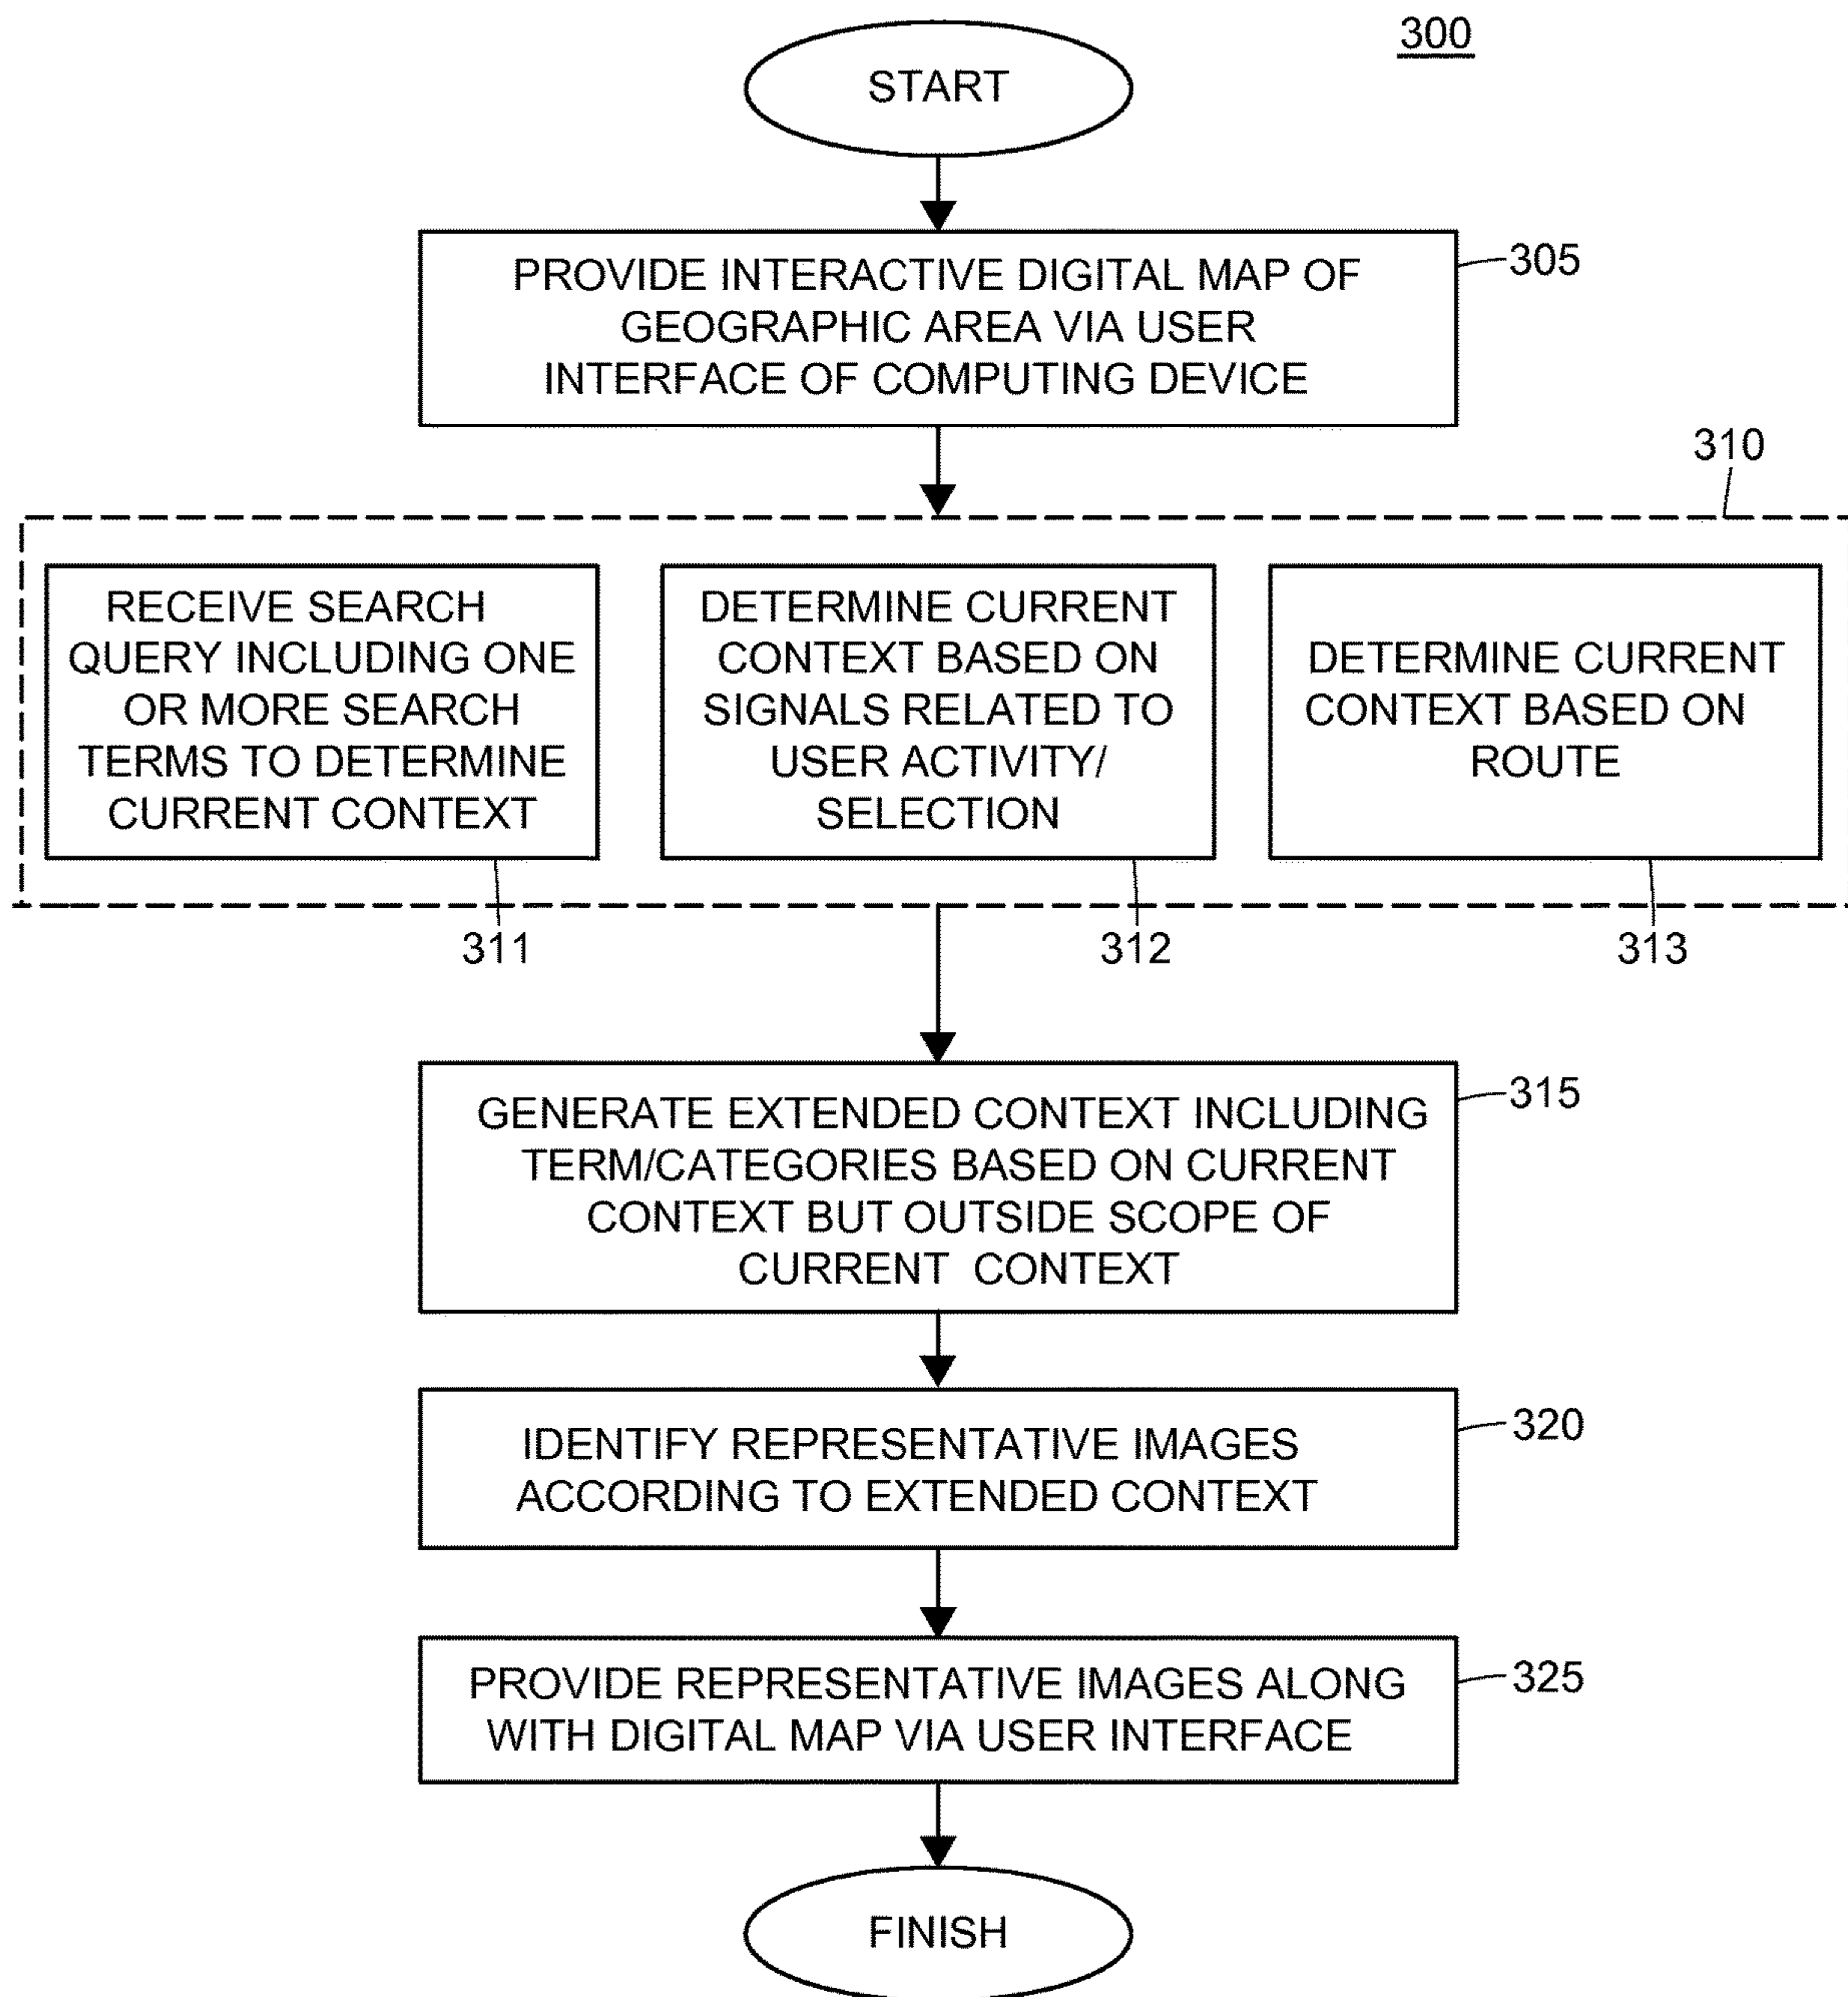 300
START
PROVIDE INTERACTIVE DIGITAL MAP OF
GEOGRAPHIC AREA VIA USER
INTERFACE OF COMPUTING DEVICE
305
310
RECEIVE SEARCH
QUERY INCLUDING ONE
OR MORE SEARCH
TERMS TO DETERMINE
CURRENT CONTEXT
311
DETERMINE CURRENT
CONTEXT BASED ON
SIGNALS RELATED TO
USER ACTIVITY/
SELECTION
312
DETERMINE CURRENT
CONTEXT BASED ON
ROUTE
313
GENERATE EXTENDED CONTEXT INCLUDING
TERM/CATEGORIES BASED ON CURRENT
CONTEXT BUT OUTSIDE SCOPE OF
CURRENT CONTEXT
315
IDENTIFY REPRESENTATIVE IMAGES
ACCORDING TO EXTENDED CONTEXT
320
PROVIDE REPRESENTATIVE IMAGES ALONG
WITH DIGITAL MAP VIA USER INTERFACE
325
FINISH